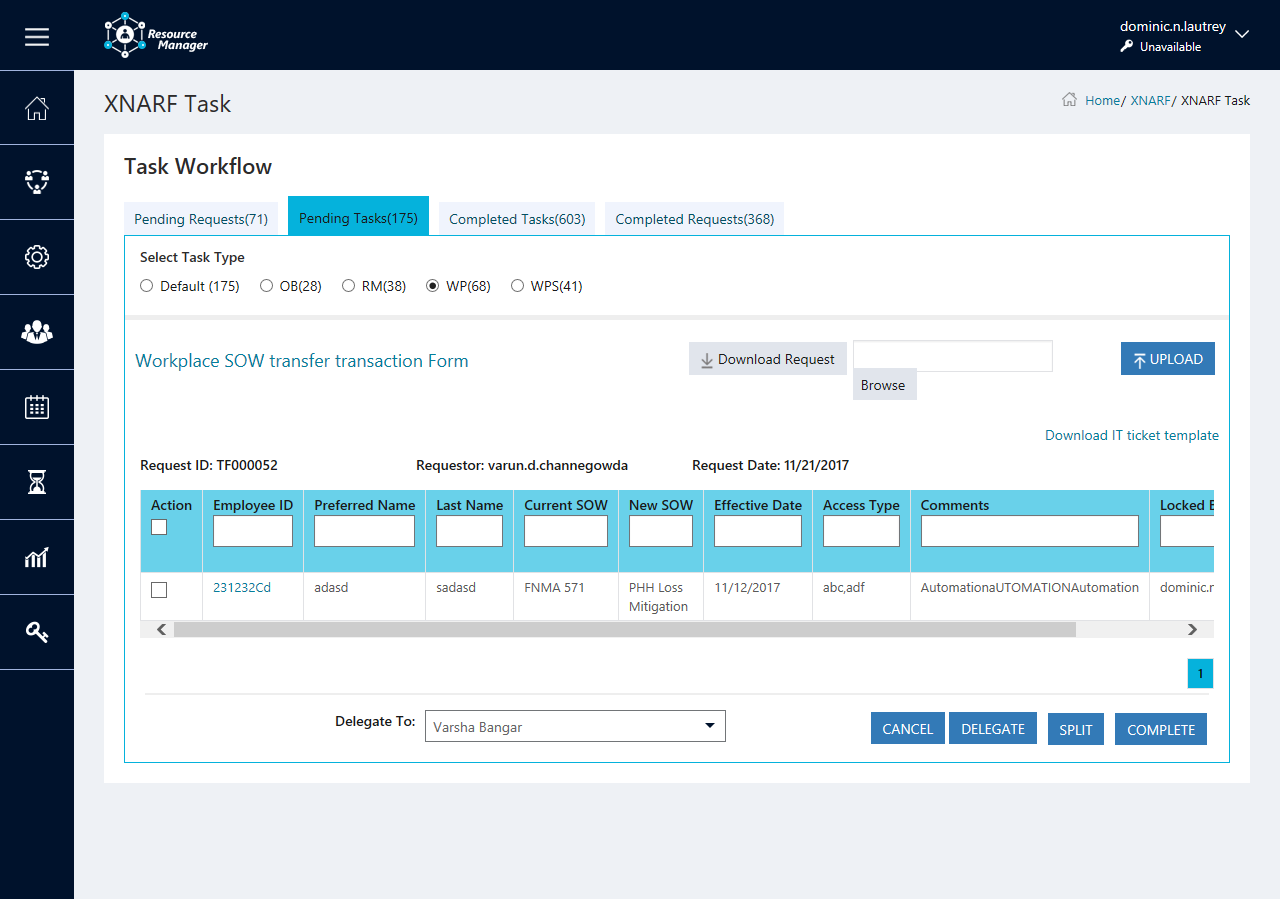 Resource
Manager
dominic.n.lautrey
Unavailable
XNARF Task
Home/ XNARF/ XNARF Task
Task Workflow
Pending Requests(71) Pending Tasks(175) Completed Tasks(603) Completed Requests(368)
Select Task Type
Default (175) OB(28) RM(38) WP(68) WPS(41)
Workplace SOW transfer transaction Form
Download Request
Browse
UPLOAD
Download IT ticket template
Request ID: TF000052 Requestor: varun.d.channegowda Request Date: 11/21/2017
Action Employee ID Preferred Name Last Name Current SOW New SOW Effective Date Access Type Comments Locked
231232Cd adasd sadasd FNMA 571 PHH Loss 11/12/2017 abc,adf AutomationaUTOMATIONAutomation dominic.
Mitigation
1
Delegate To: Varsha Bangar
CANCEL DELEGATE SPLIT COMPLETE